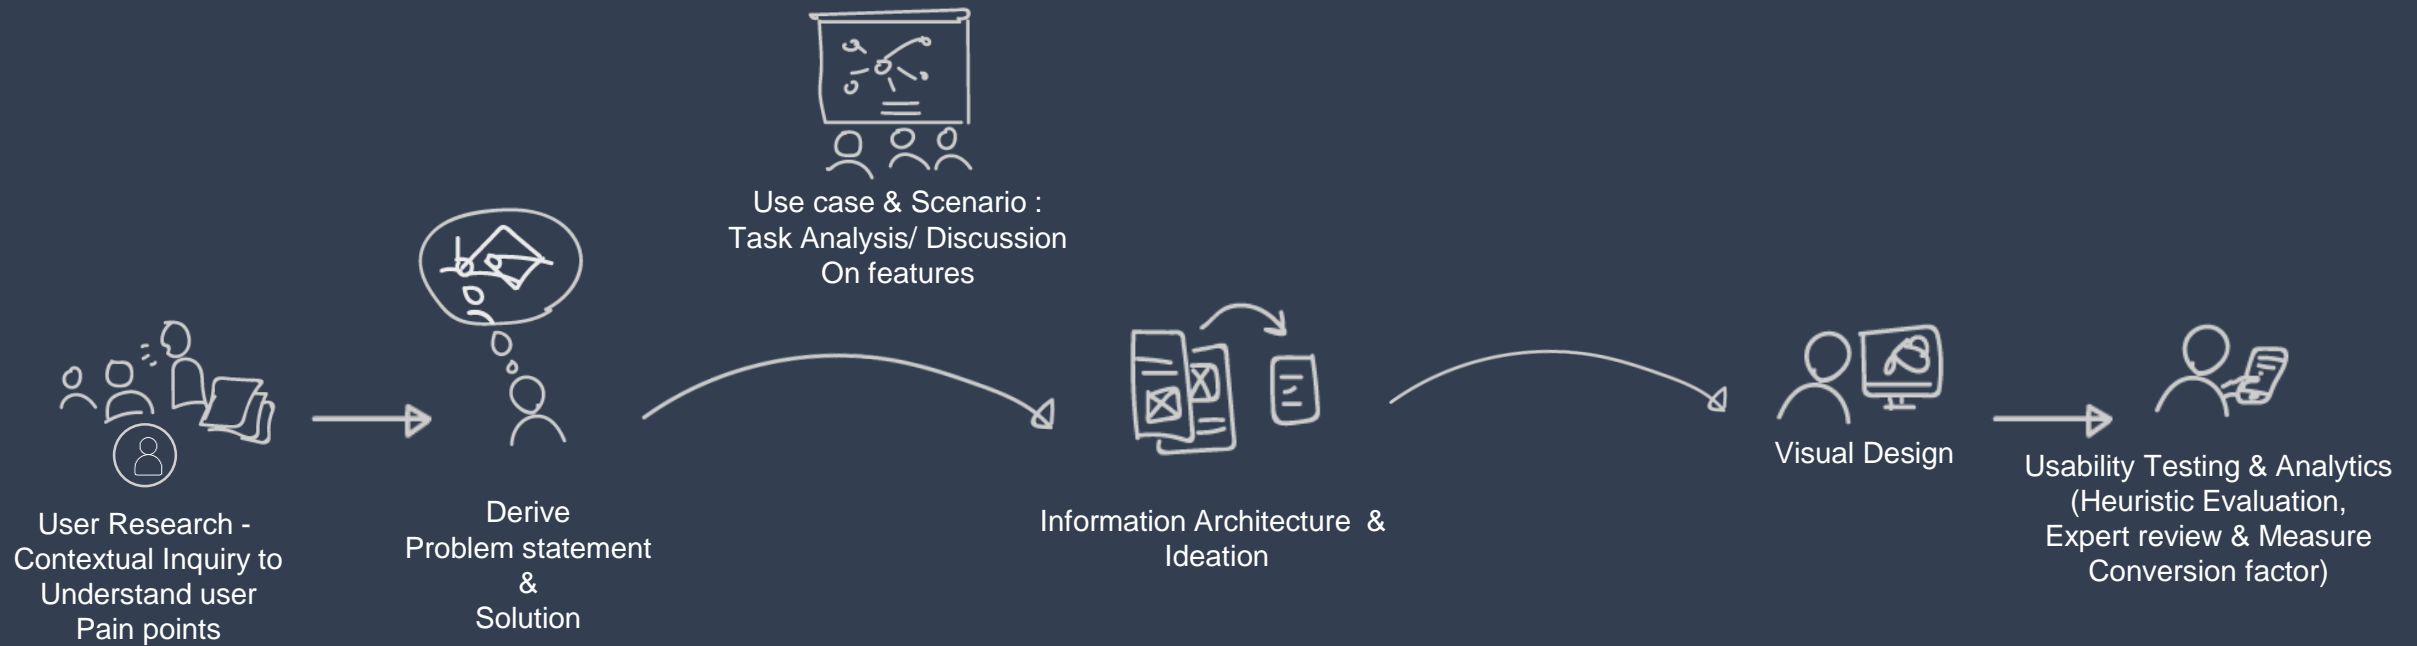 Use case & Scenario :
Task Analysis/ Discussion
On features
User Research -
Contextual Inquiry to
Understand user
Pain points
Derive
Problem statement
&
Solution
Information Architecture &
Ideation
Visual Design
Usability Testing & Analytics
(Heuristic Evaluation,
Expert review & Measure
Conversion factor)